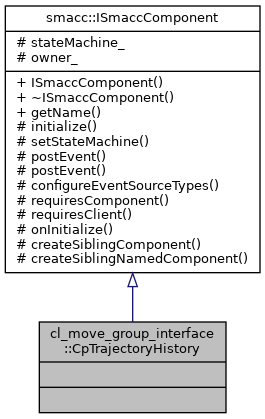 smacc::ISmaccComponent
# stateMachine_
# owner_
+ ISmaccComponent()
+ ~ISmaccComponent()
+ getName()
# initialize()
# setStateMachine()
# postEvent()
# postEvent()
# configureEventSourceTypes()
# requiresComponent()
# requiresClient()
# onInitialize()
# createSiblingComponent()
# createSiblingNamedComponent()
cl_move_group_interface
::CpTrajectoryHistory